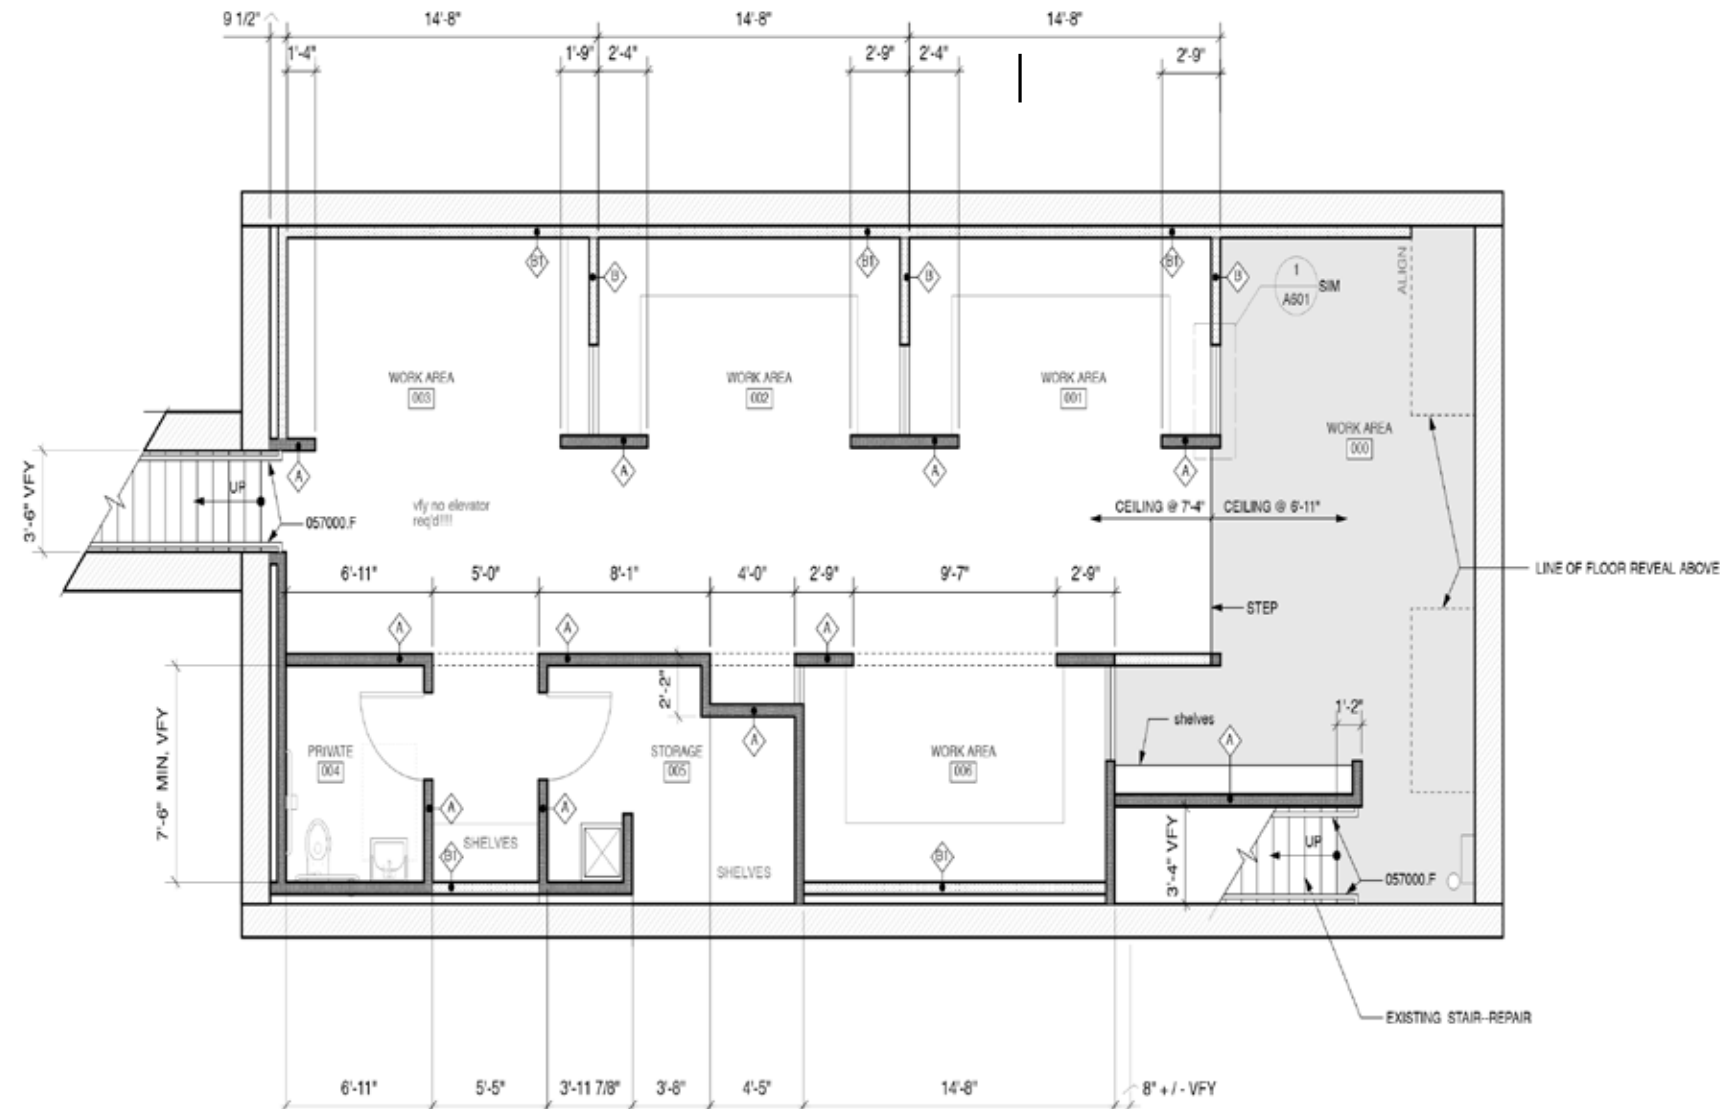 9 1/2"
14'-8"
14'-8"
14'-8"
1'-4"
1'-9"
2'-4"
2'-9"
2'-4"
2'-9"
B1
B1
B1
B
B
B
1
A601
SIM
ALIGN
WORK AREA
003
WORK AREA
002
WORK AREA
001
WORK AREA
000
A
A
A
A
3'-6" VFY
UP
057000.F
vfy no elevator
req'd!!!!
CEILING @ 7'-4"
CEILING @ 6'-11"
LINE OF FLOOR REVEAL ABOVE
6'-11"
5'-0"
8'-1"
4'-0"
2'-9"
9'-7"
2'-9"
STEP
A
A
A
2'-2"
7'-6" MIN. VFY
PRIVATE
004
STORAGE
005
A
WORK AREA
006
shelves
A
1'-2"
A
A
SHELVES
B1
SHELVES
B1
3'-4" VFY
UP
057000.F
EXISTING STAIR--REPAIR
6'-11"
5'-5"
3'-11 7/8"
3'-8"
4'-5"
14'-8"
8" + / - VFY